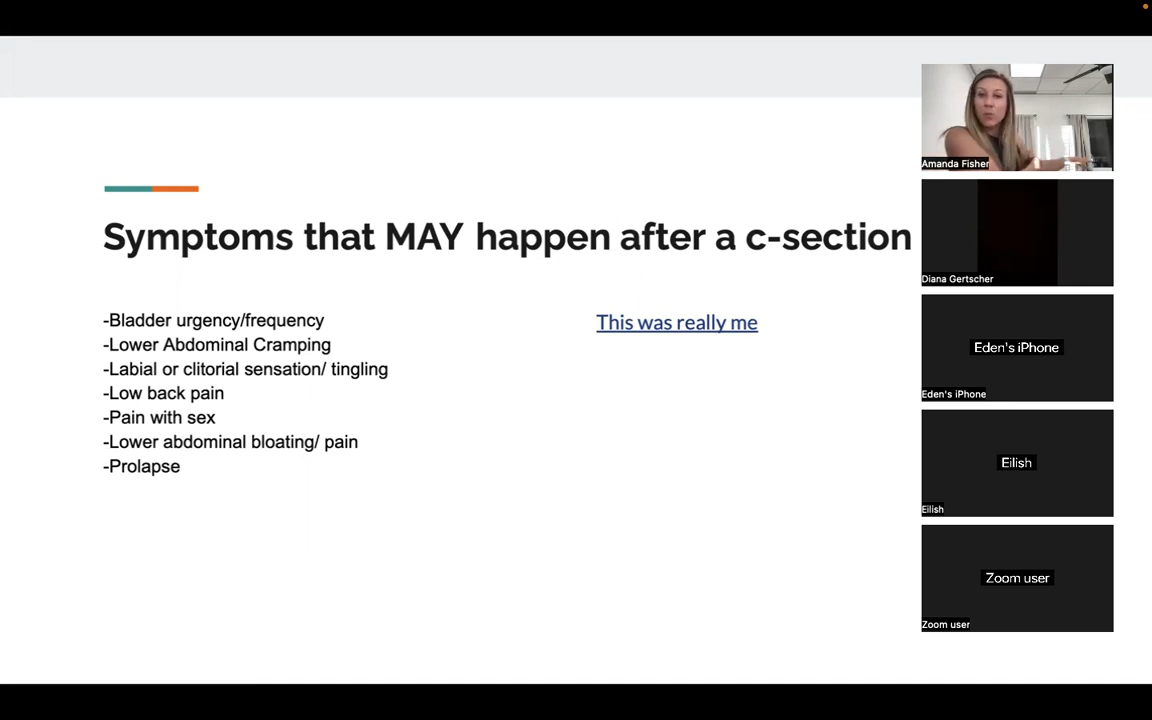 Symptoms that MAY happen after a c-section
-Bladder urgency/frequency
-Lower Abdominal Cramping
-Labial or clitorial sensation/ tingling
-Low back pain
-Pain with sex
-Lower abdominal bloating/ pain
-Prolapse
This was really me
Amanda Fisher
Diana Gertscher
Eden's iPhone
Eden's iPhone
Eilish
Eilish
Zoom user
Zoom user